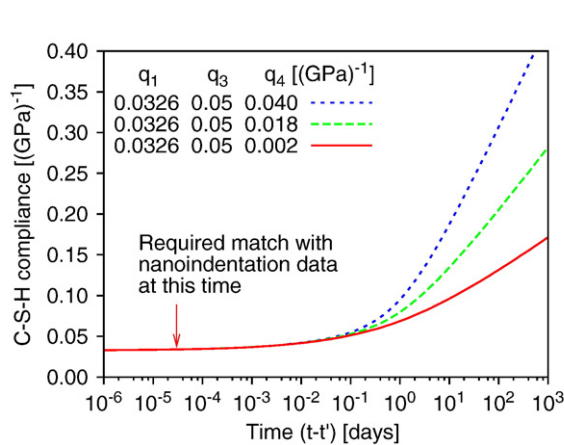 0.40
0.35
0.30
0.25
0.20
0.15
0.10
0.05
0.00
C-S-H compliance [(GPa)⁻¹]
q₁ q₃ q₄ [(GPa)⁻¹]
0.0326 0.05 0.040
0.0326 0.05 0.018
0.0326 0.05 0.002
Required match with
nanoindentation data
at this time
10⁻⁶ 10⁻⁵ 10⁻⁴ 10⁻³ 10⁻² 10⁻¹ 10⁰ 10¹ 10² 10³
Time (t-t') [days]